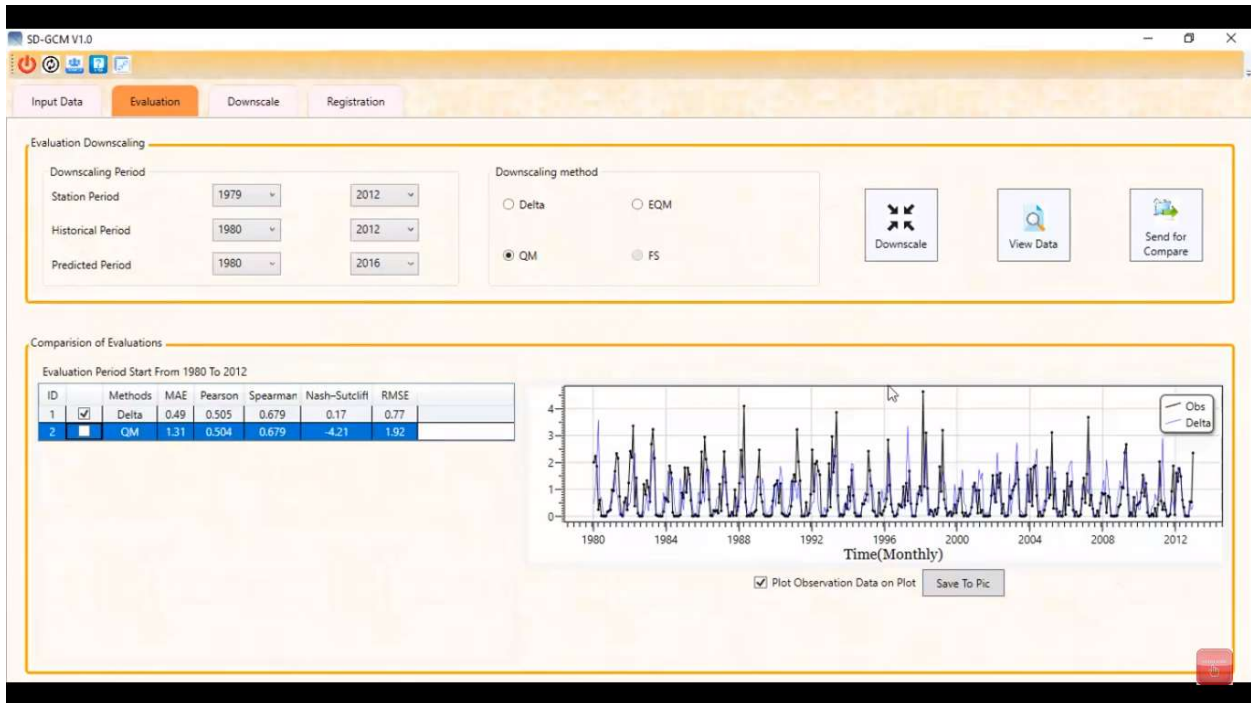 SD-GCM V1.0
Input Data Evaluation Downscale Registration
Evaluation Downscaling
Downscaling Period
Station Period 1979 2012
Historical Period 1980 2012
Predicted Period 1980 2016
Downscaling method
Delta EQM
QM FS
Downscale
View Data
Send for
Compare
Comparision of Evaluations
Evaluation Period Start From 1980 To 2012
ID Methods MAE Pearson Spearman Nash–Sutcliff RMSE
1 Delta 0.49 0.505 0.679 0.17 0.77
2 QM 1.31 0.504 0.679 -4.21 1.92
4
3
2
1
0
Obs
Delta
1980 1984 1988 1992 1996 2000 2004 2008 2012
Time(Monthly)
Plot Observation Data on Plot Save To Pic